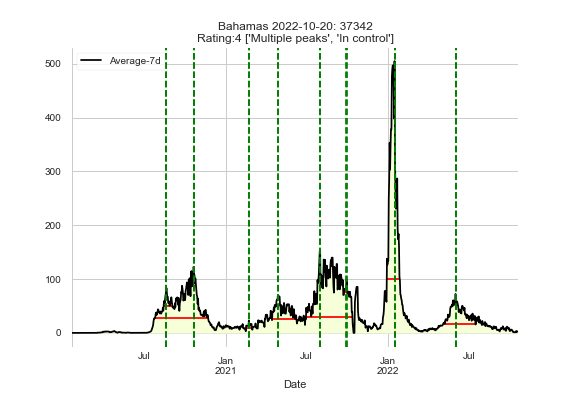 Bahamas 2022-10-20: 37342
Rating:4 ['Multiple peaks', 'In control']
Average-7d
500
400
300
200
100
0
Jul
Jan
2021
Jul
Jan
2022
Jul
Date